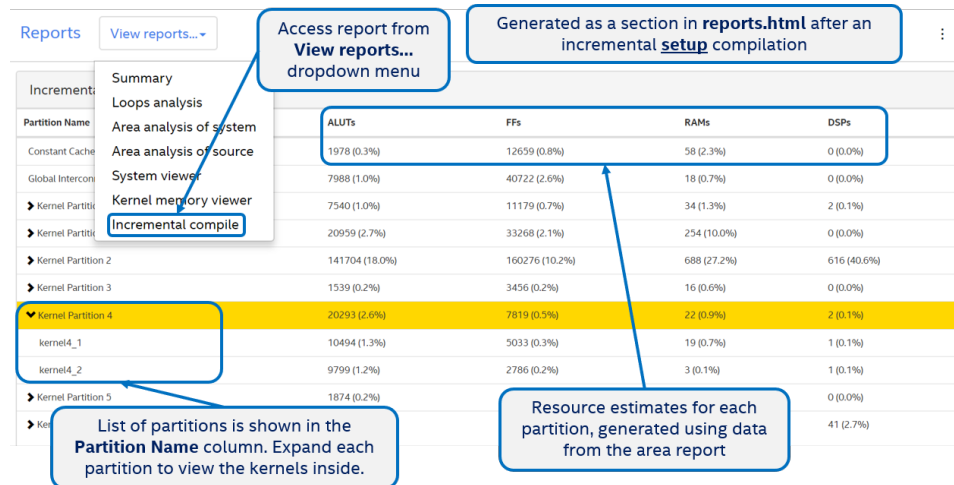 Reports
View reports...
Access report from
View reports...
dropdown menu
Generated as a section in reports.html after an
incremental setup compilation
Summary
Loops analysis
Area analysis of system
Area analysis of source
System viewer
Kernel memory viewer
Incremental compile
Partition Name ALUTs FFs RAMs DSPs
Constant Cache 1978 (0.3%) 12659 (0.8%) 58 (2.3%) 0 (0.0%)
7988 (1.0%) 40722 (2.6%) 18 (0.7%) 0 (0.0%)
7540 (1.0%) 11179 (0.7%) 34 (1.3%) 2 (0.1%)
20959 (2.7%) 33268 (2.1%) 254 (10.0%) 0 (0.0%)
Kernel Partition 2 141704 (18.0%) 160276 (10.2%) 688 (27.2%) 616 (40.6%)
Kernel Partition 3 1539 (0.2%) 3456 (0.2%) 16 (0.6%) 0 (0.0%)
Kernel Partition 4 20293 (2.6%) 7819 (0.5%) 22 (0.9%) 2 (0.1%)
kernel4_1 10494 (1.3%) 5033 (0.3%) 19 (0.7%) 1 (0.1%)
kernel4_2 9799 (1.2%) 2786 (0.2%) 3 (0.1%) 1 (0.1%)
Kernel Partition 5 1874 (0.2%) 0 (0.0%)
41 (2.7%)
List of partitions is shown in the
Partition Name column. Expand each
partition to view the kernels inside.
Resource estimates for each
partition, generated using data
from the area report